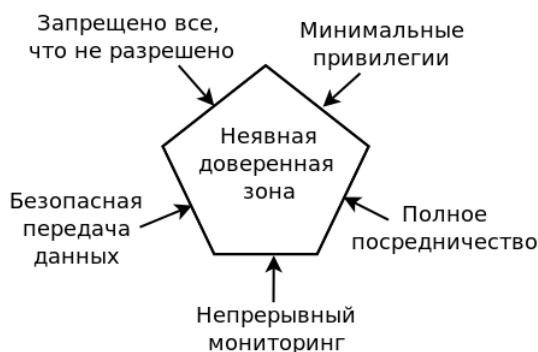 Запрещено все,
что не разрешено
Минимальные
привилегии
Неявная
доверенная
зона
Безопасная
передача
данных
Полное
посредничество
Непрерывный
мониторинг